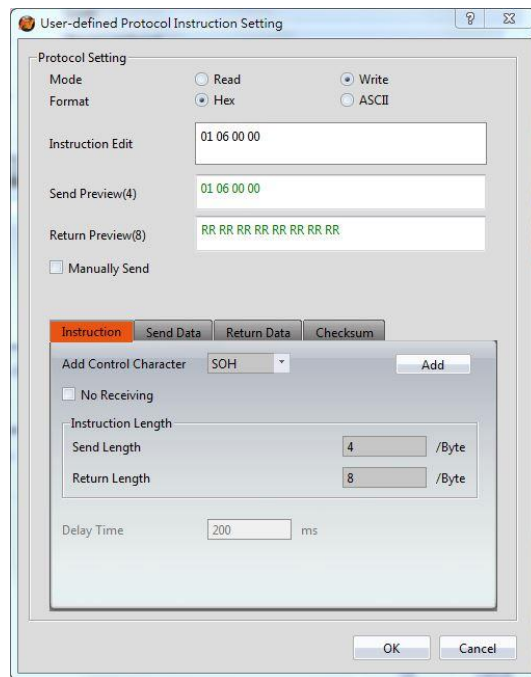 User-defined Protocol Instruction Setting
Protocol Setting
Mode Read Write
Format Hex ASCII
Instruction Edit 01 06 00 00
Send Preview(4) 01 06 00 00
Return Preview(8) RR RR RR RR RR RR RR RR
Manually Send
Instruction Send Data Return Data Checksum
Add Control Character SOH Add
No Receiving
Instruction Length
Send Length 4 /Byte
Return Length 8 /Byte
Delay Time 200 ms
OK Cancel